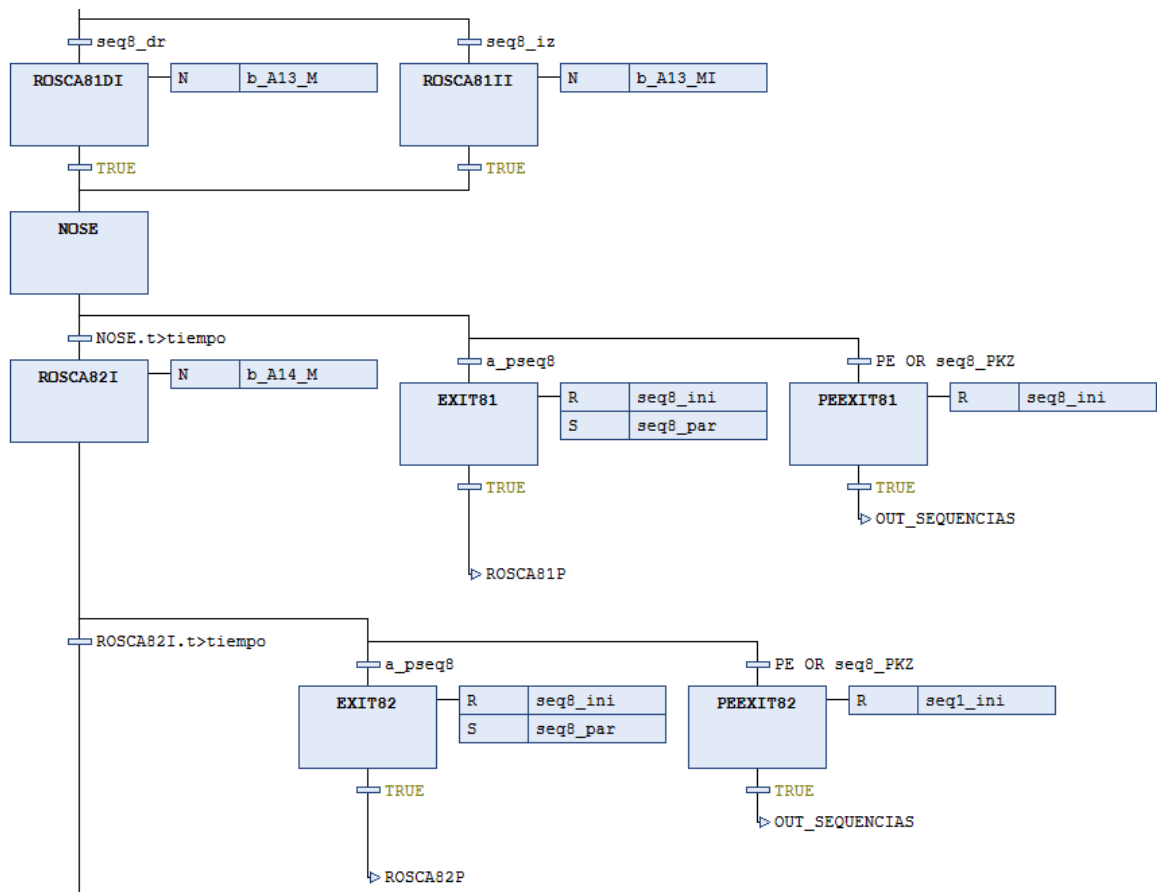 seq8_dr
seq8_iz
ROSCA81DI
N b_A13_M
ROSCA81II
N b_A13_MI
TRUE
TRUE
NOSE
NOSE.t>tiempo
a_pseq8
PE OR seq8_PKZ
ROSCA82I
N b_A14_M
EXIT81
R seq8_ini
S seq8_par
PEEXIT81
R seq8_ini
TRUE
TRUE
OUT_SEQUENCIAS
ROSCA81P
ROSCA82I.t>tiempo
a_pseq8
PE OR seq8_PKZ
EXIT82
R seq8_ini
S seq8_par
PEEXIT82
R seq1_ini
TRUE
TRUE
OUT_SEQUENCIAS
ROSCA82P